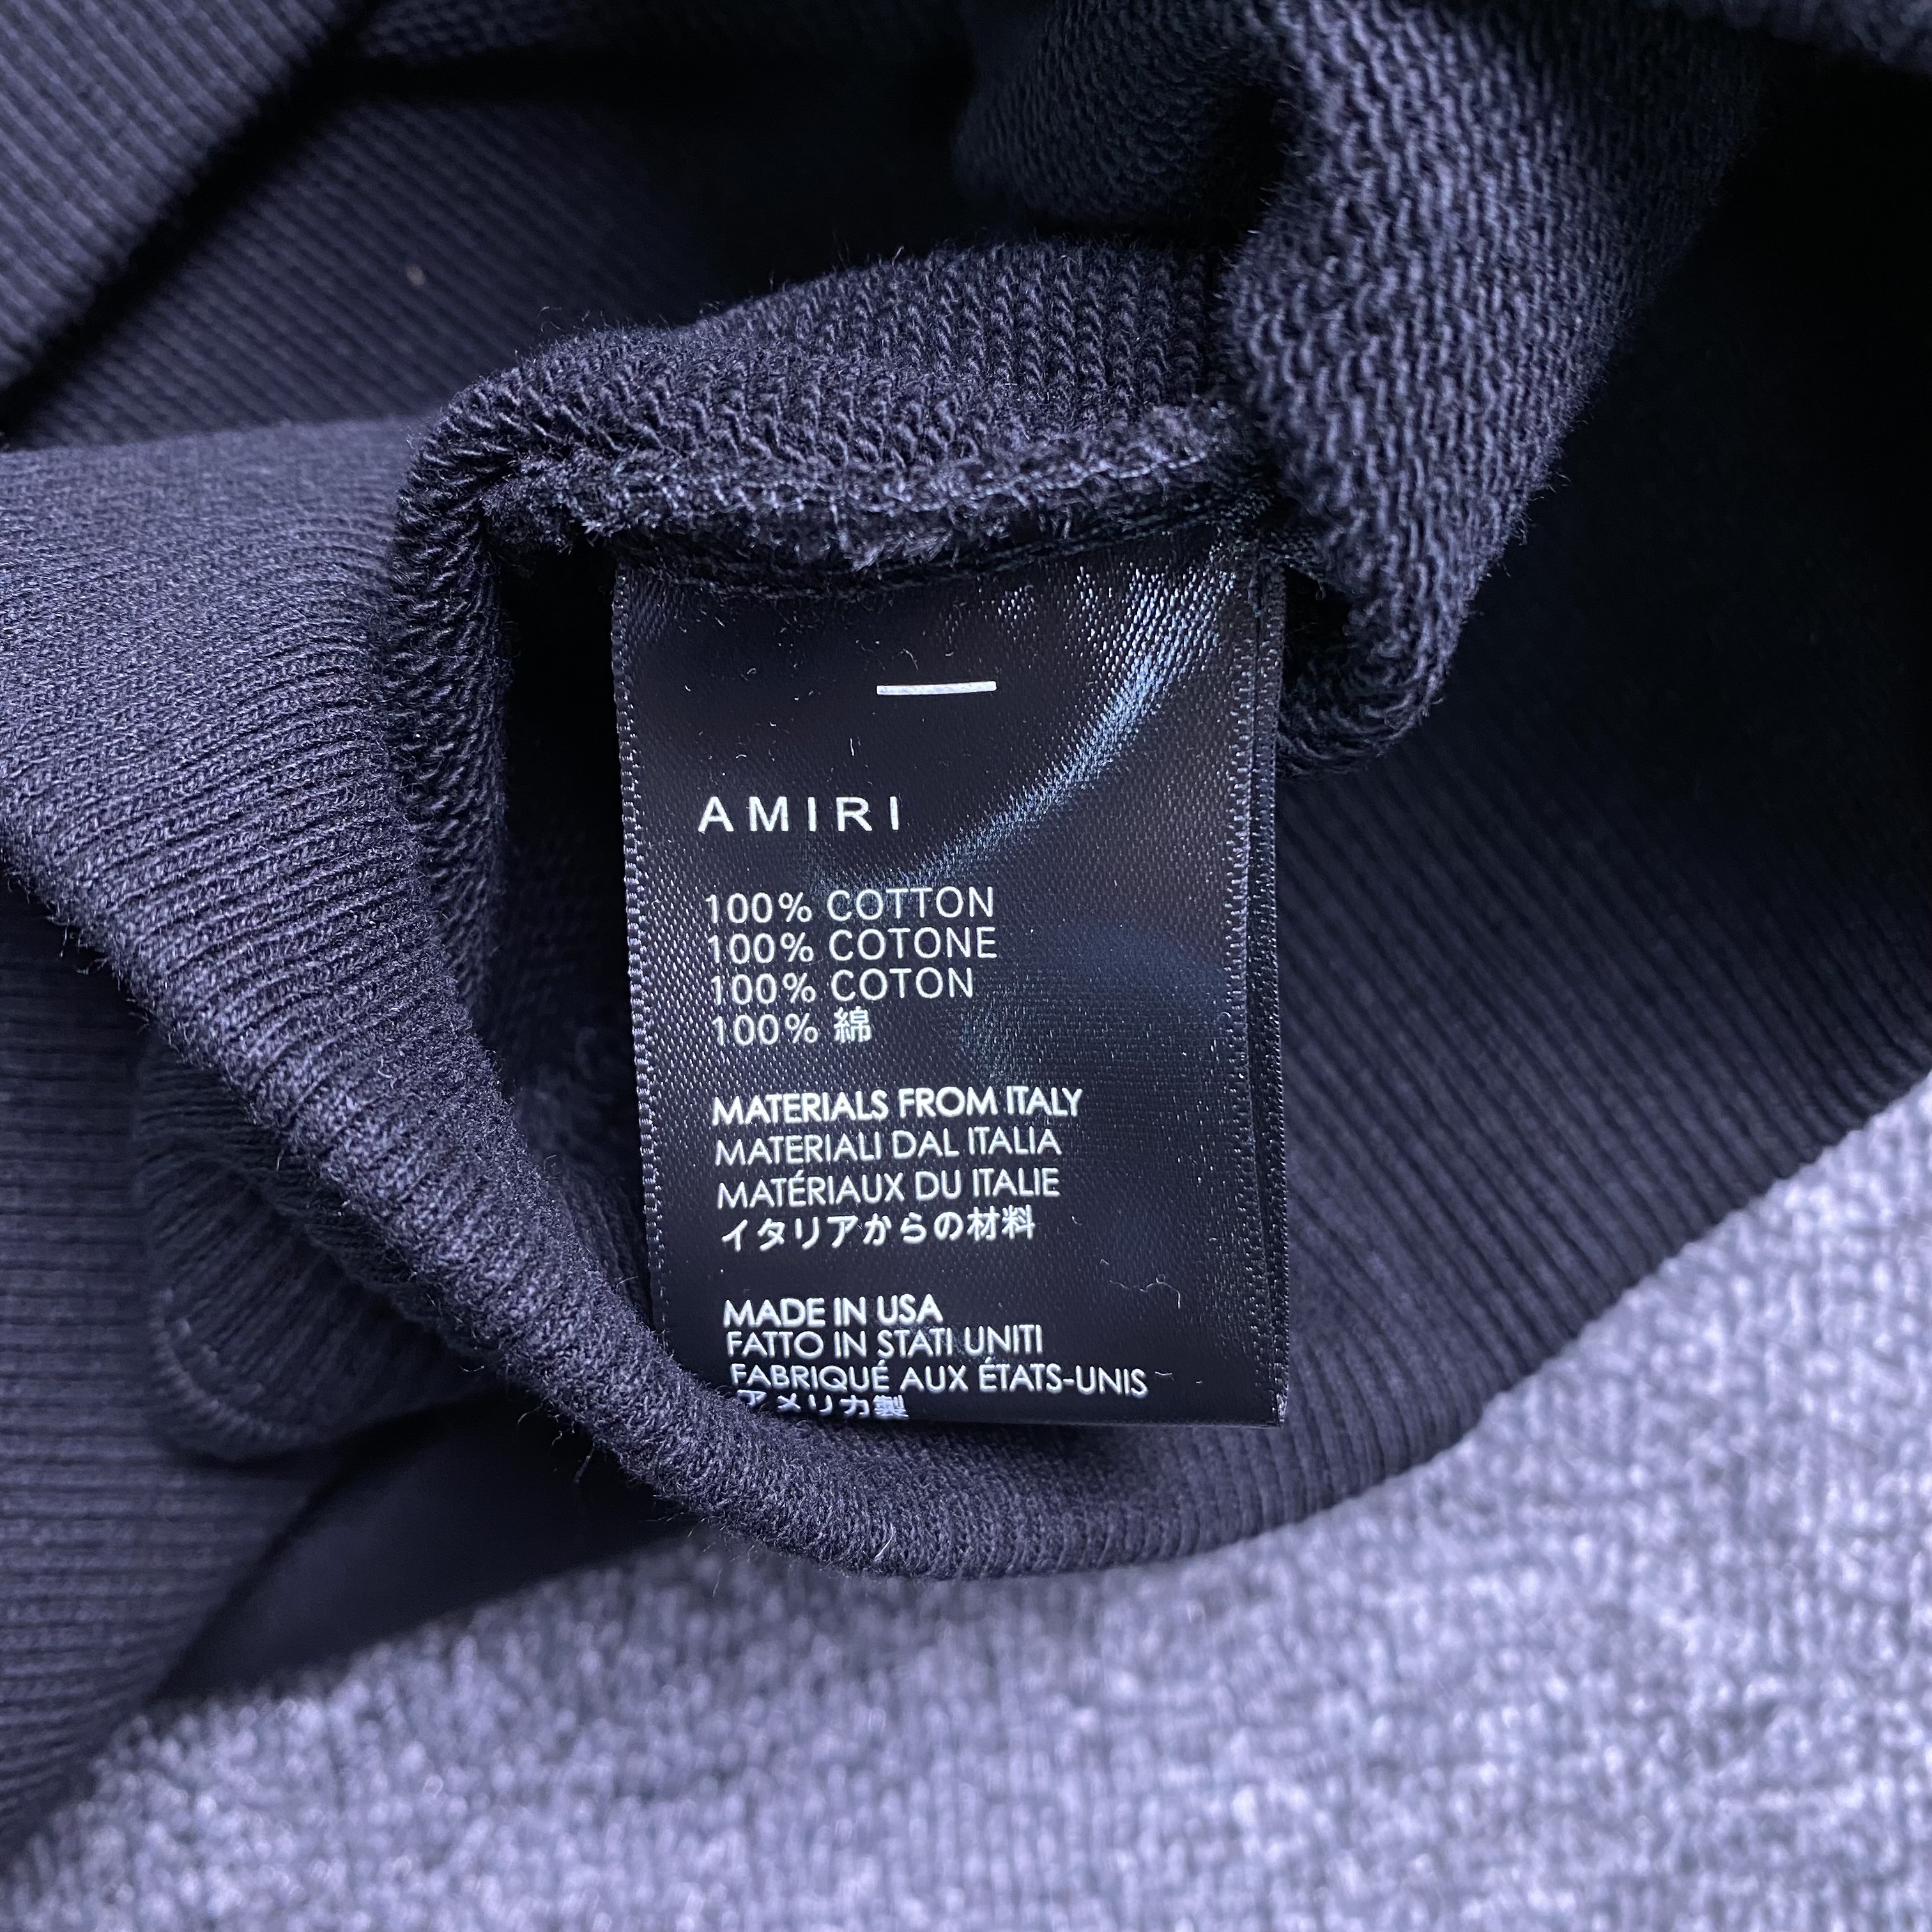 AMIRI
100% COTTON
100% COTONE
100% COTON
100% 綿
MATERIALS FROM ITALY
MATERIALI DAL ITALIA
MATÉRIAUX DU ITALIE
イタリアからの材料
MADE IN USA
FATTO IN STATI UNITI
FABRIQUÉ AUX ÉTATS-UNIS
アメリカ製